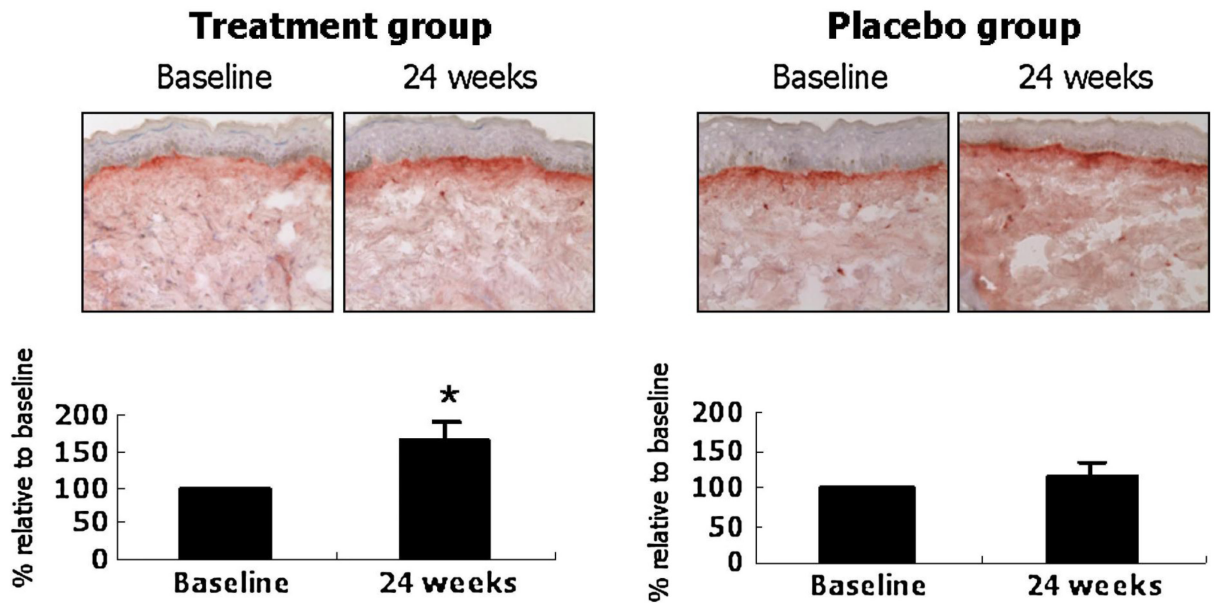 Treatment group
Baseline 24 weeks
Placebo group
Baseline 24 weeks
% relative to baseline
200
150
100
50
0
*
Baseline 24 weeks
% relative to baseline
200
150
100
50
0
Baseline 24 weeks